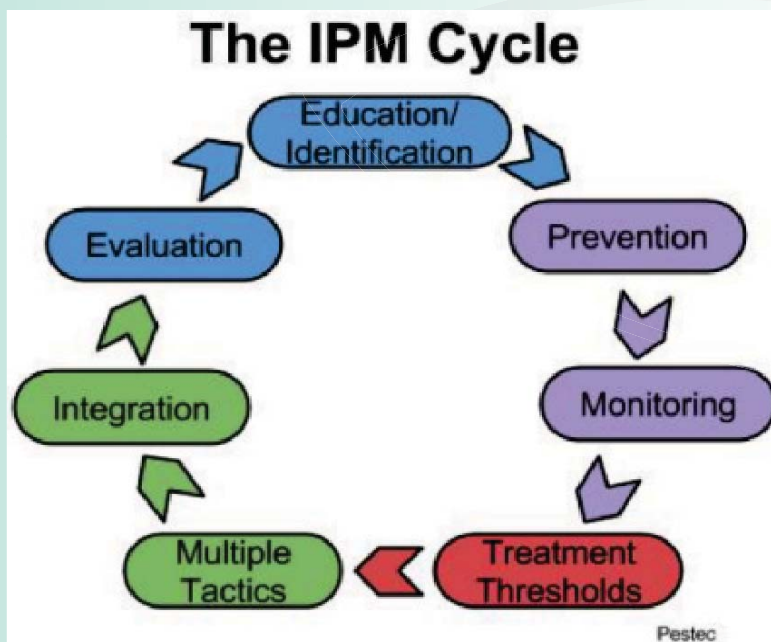 The IPM Cycle
Education/
Identification
Prevention
Monitoring
Treatment
Thresholds
Multiple
Tactics
Integration
Evaluation
Pestec